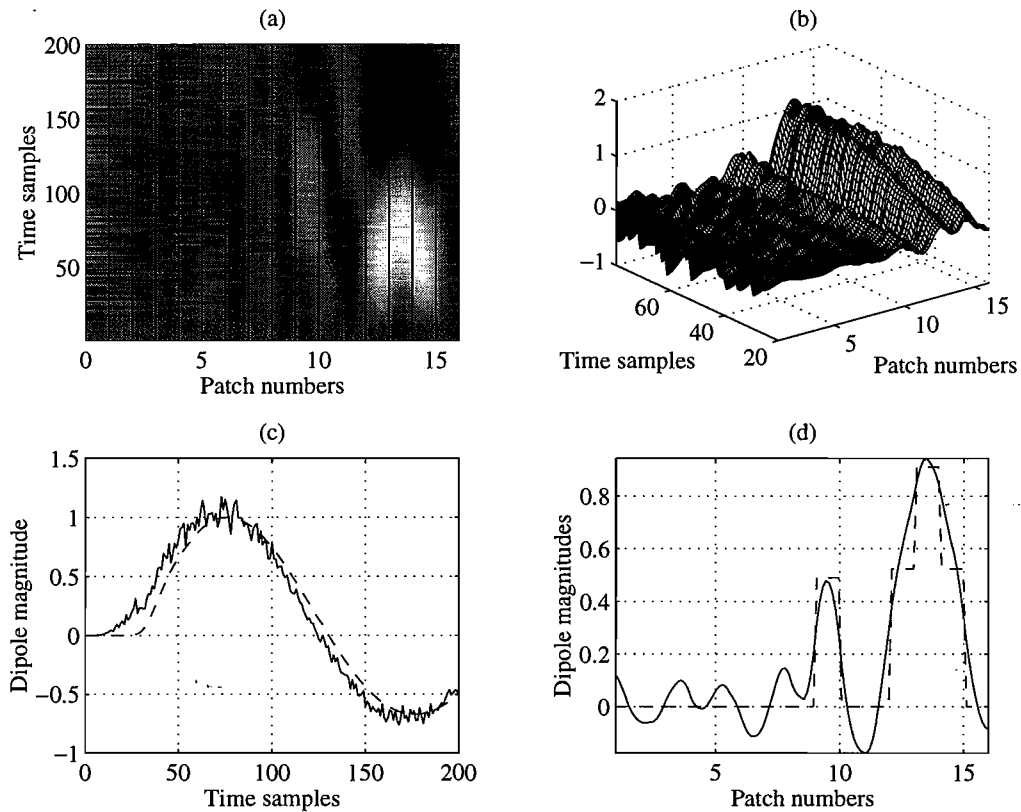 (a)
200
150
100
50
Time samples
0 5 10 15
Patch numbers
(b)
2
1
0
−1
60
40
20
5
10
15
Time samples
Patch numbers
(c)
1.5
1
0.5
0
−0.5
−1
Dipole magnitude
0 50 100 150 200
Time samples
(d)
0.8
0.6
0.4
0.2
0
Dipole magnitudes
5 10 15
Patch numbers